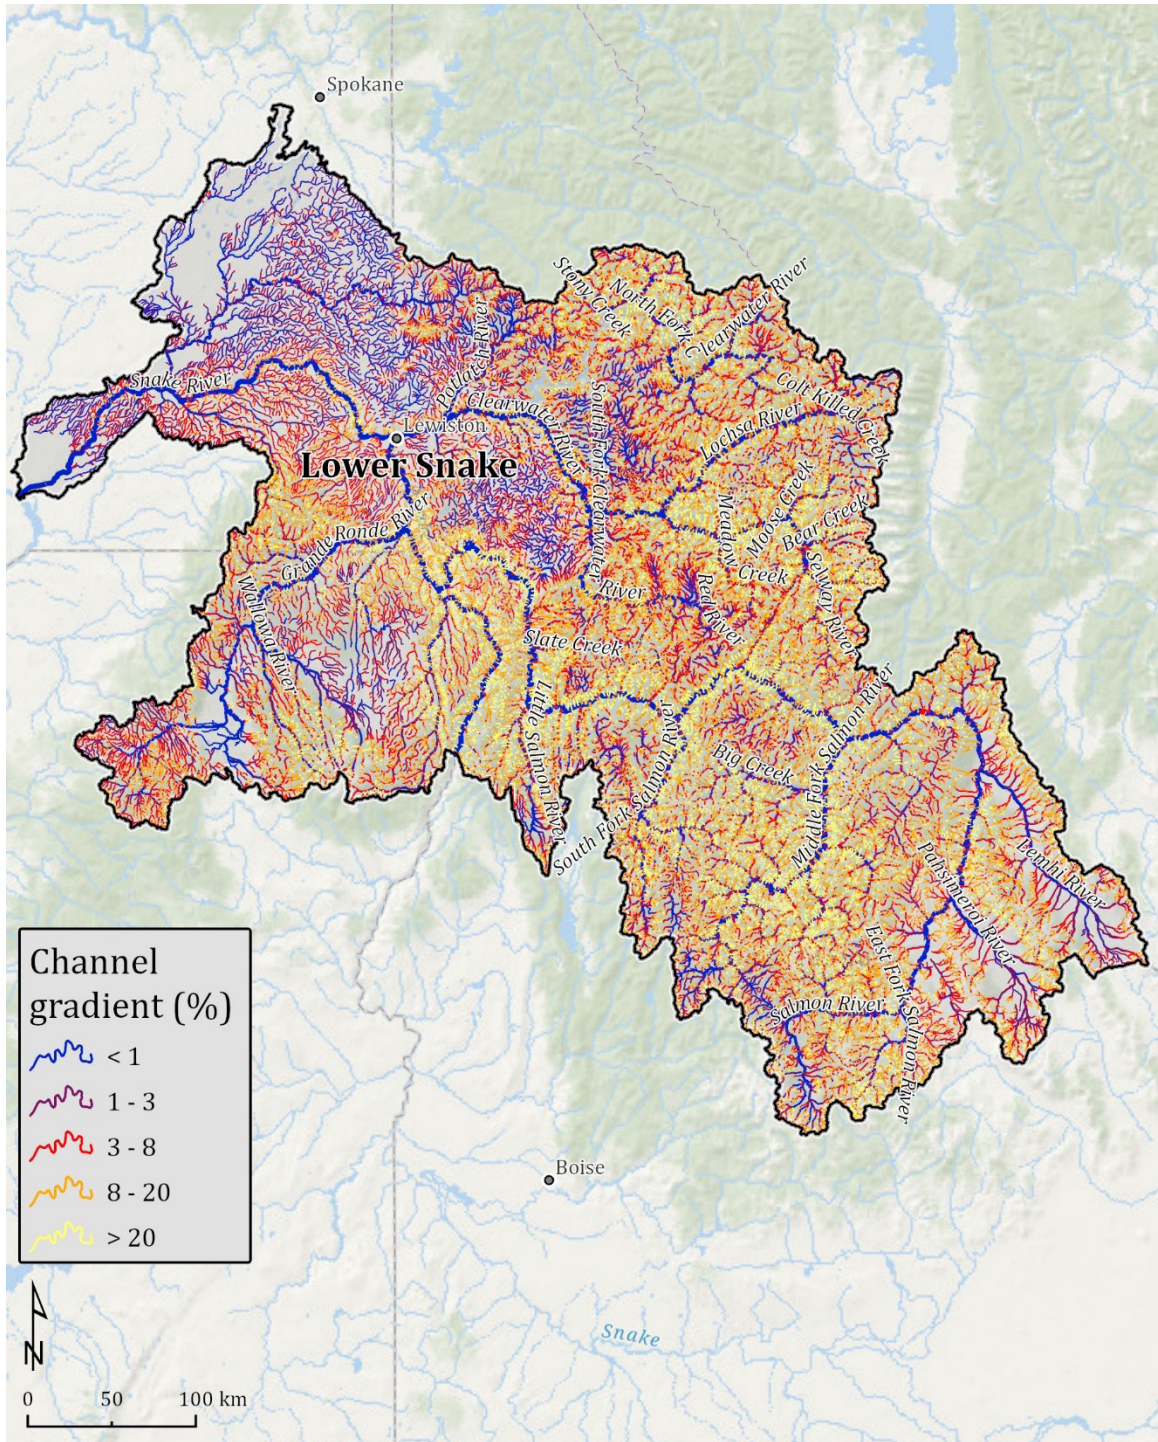 Spokane
Stony Creek
North Fork Clearwater River
Potlatch River
Snake River
Colt Killed Creek
Clearwater River
South Fork Clearwater River
Lochsa River
Lewiston
Lower Snake
Meadow Creek
Moose Creek
Bear Creek
Grande Ronde River
Selway River
Wallowa River
Red River
Slate Creek
Little Salmon River
South Fork Salmon River
Big Creek
Middle Fork Salmon River
Pahsimeroi River
Lemhi River
East Fork Salmon River
Salmon River
Channel
gradient (%)
< 1
1 - 3
3 - 8
8 - 20
> 20
Boise
Snake
N
0 50 100 km